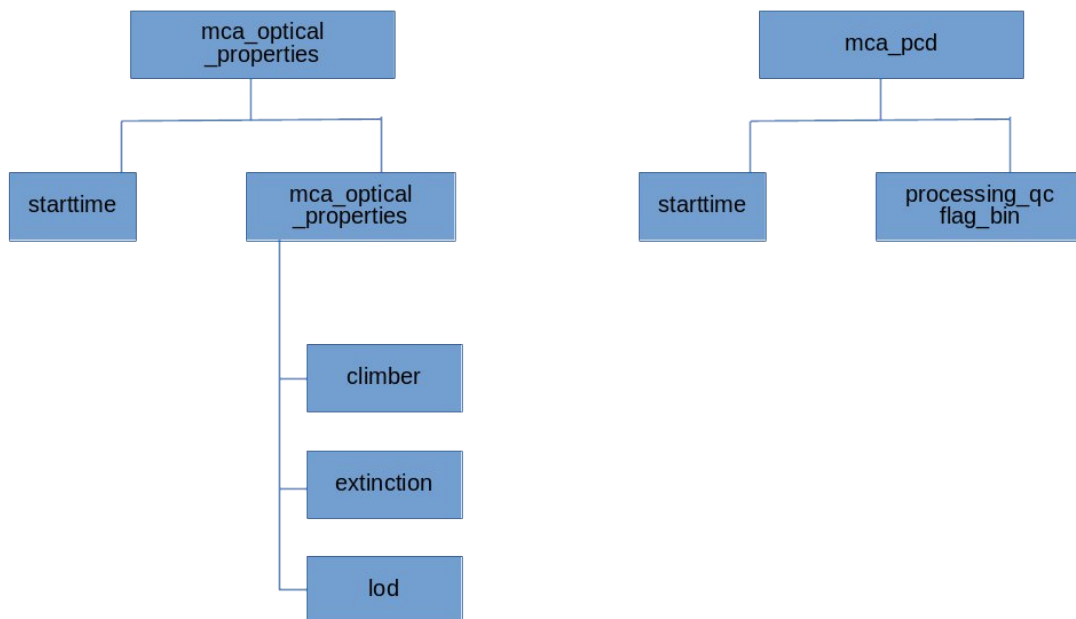 mca_optical
_properties
mca_pcd
starttime
mca_optical
_properties
starttime
processing_qc
flag_bin
climber
extinction
lod